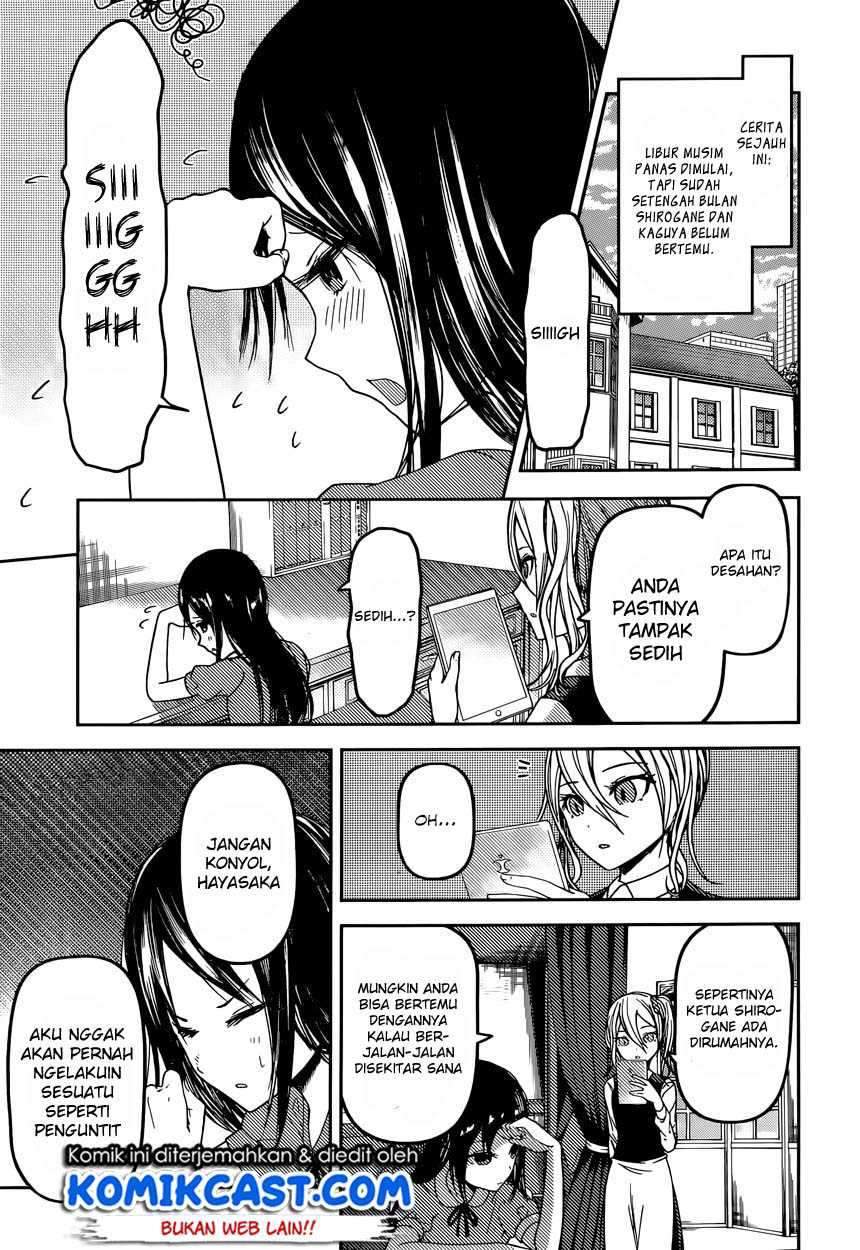 CERITA
SEJAUH
INI:
LIBUR MUSIM
PANAS DIMULAI,
TAPI SUDAH
SETENGAH BULAN
SHIROGANE DAN
KAGUYA BELUM
BERTEMU.
SIIIIGH
SIII
IIIG
GG
HH
APA ITU
DESAHAN?
ANDA
PASTINYA
TAMPAK
SEDIH
SEDIH...?
OH...
SEPERTINYA
KETUA SHIRO-
GANE ADA
DIRUMAHNYA.
MUNGKIN ANDA
BISA BERTEMU
DENGANNYA
KALAU BER-
JALAN-JALAN
DISEKITAR SANA
JANGAN
KONYOL,
HAYASAKA
AKU NGGAK
AKAN PERNAH
NGELAKUIN
SESUATU
SEPERTI
PENGUNTIT
Komik ini diterjemahkan & diedit oleh
KOMIKCAST.COM
BUKAN WEB LAIN!!